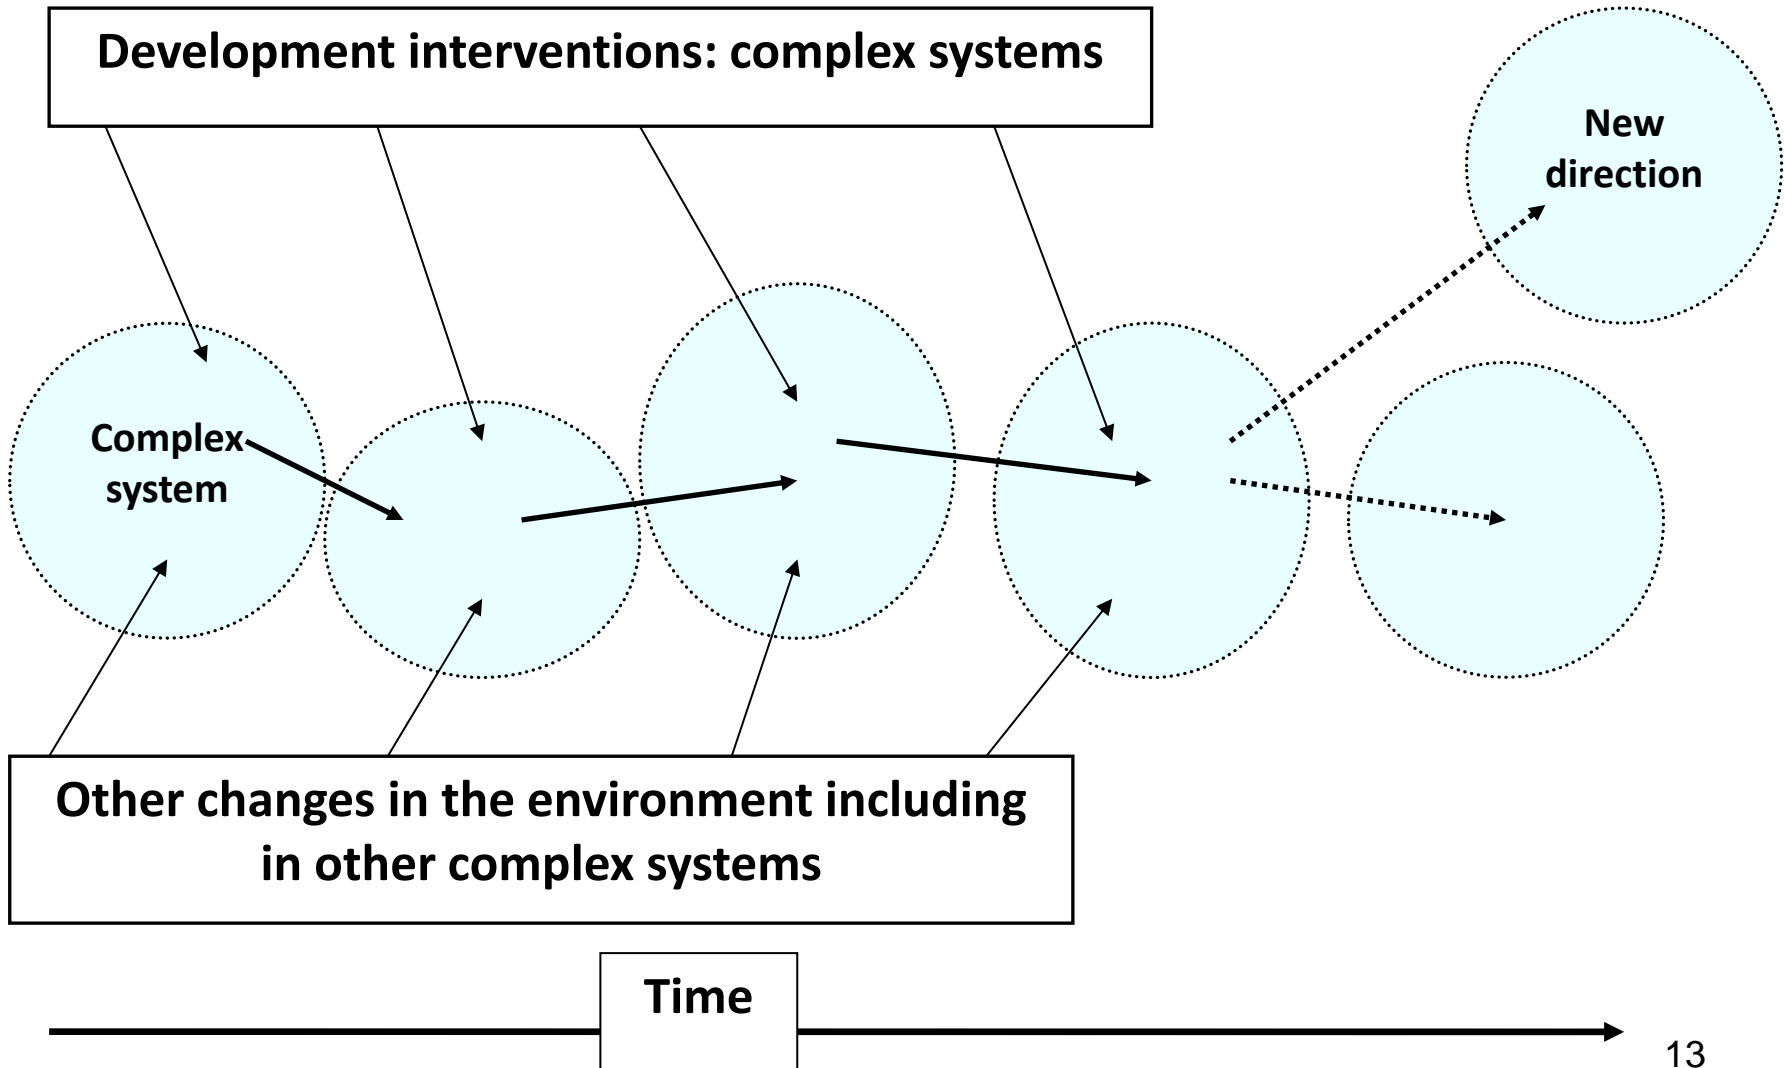 Development interventions: complex systems
New
direction
Complex
system
Other changes in the environment including
in other complex systems
Time
13